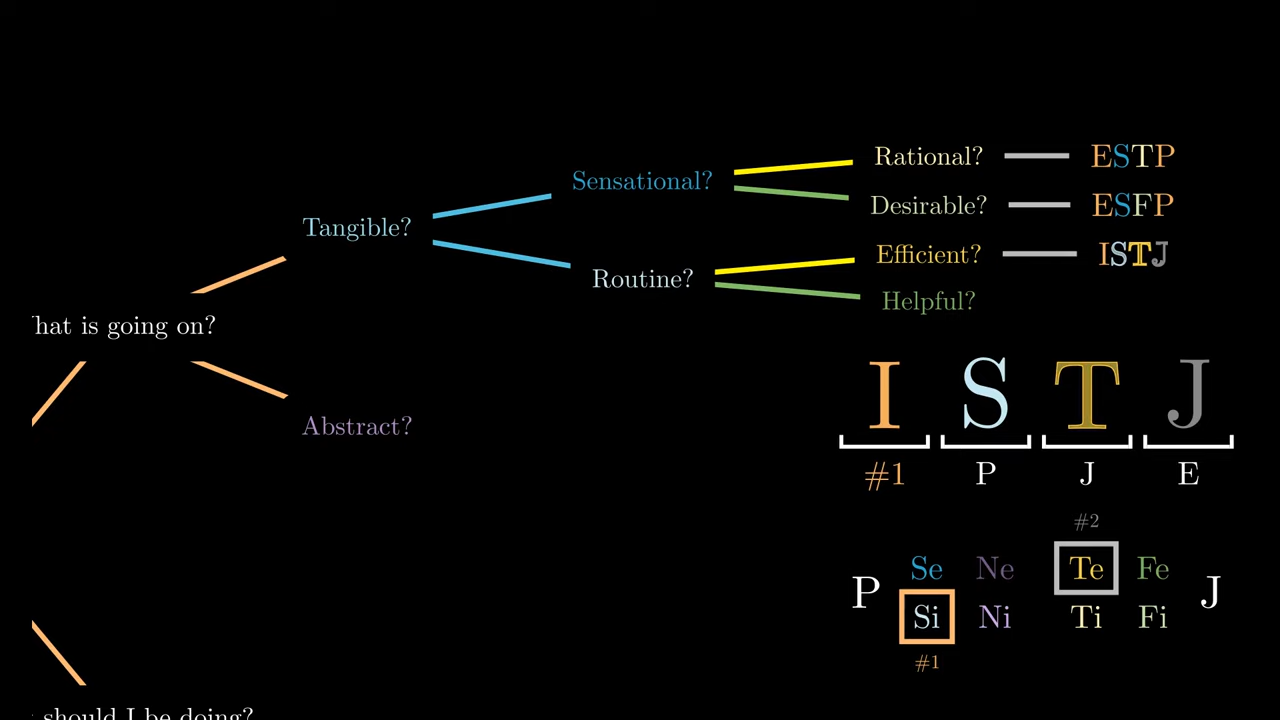 Rational?
ESTP
Sensational?
Desirable?
ESFP
Tangible?
Efficient?
ISTJ
Routine?
Helpful?
hat is going on?
Abstract?
I S T J
#1 P J E
#2
P
Se Ne Te Fe
Si Ni Ti Fi
J
#1
should I be doing?